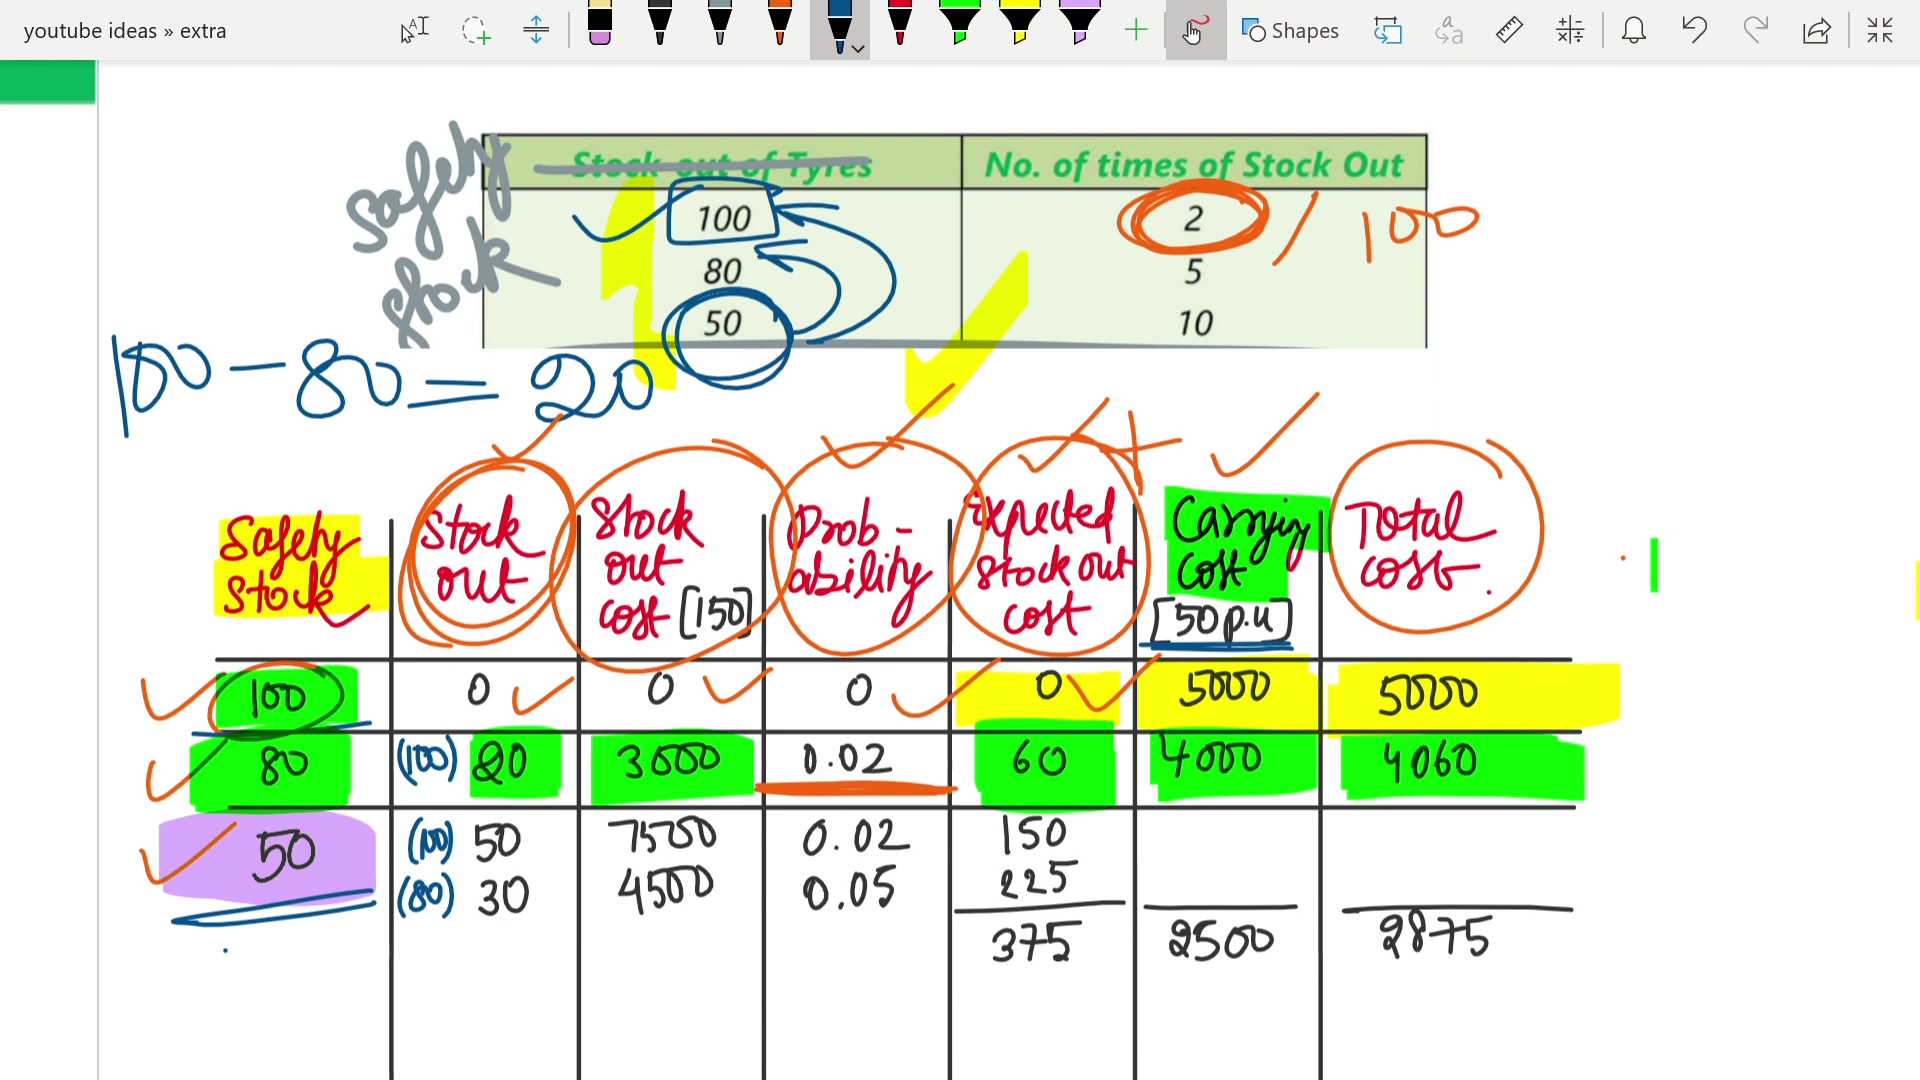 youtube ideas » extra
Shapes
Safety
Stock
Stock out of Tyres No. of times of Stock Out
100 2 / 100
80 5
50 10
100 - 80 = 20
Safety Stock
Stock out
Stock out cost [150]
Prob-ability
Expected stock out cost
Carrying cost [50 p.u]
Total cost.
100 0 0 0 0 5000 5000
80 (100) 20 3000 0.02 60 4000 4060
50 (100) 50 7500 0.02 150
(80) 30 4500 0.05 225
375 2500 2875